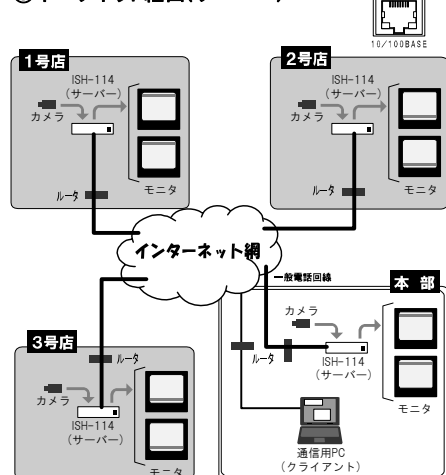 10/100BASE
1号店
ISH-114
(サーバー)
カメラ
ルータ
モニタ
2号店
ISH-114
(サーバー)
カメラ
ルータ
モニタ
インターネット網
一般電話回線
本 部
カメラ
ルータ
ISH-114
(サーバー)
モニタ
通信用PC
(クライアント)
3号店
ルータ
カメラ
ISH-114
(サーバー)
モニタ